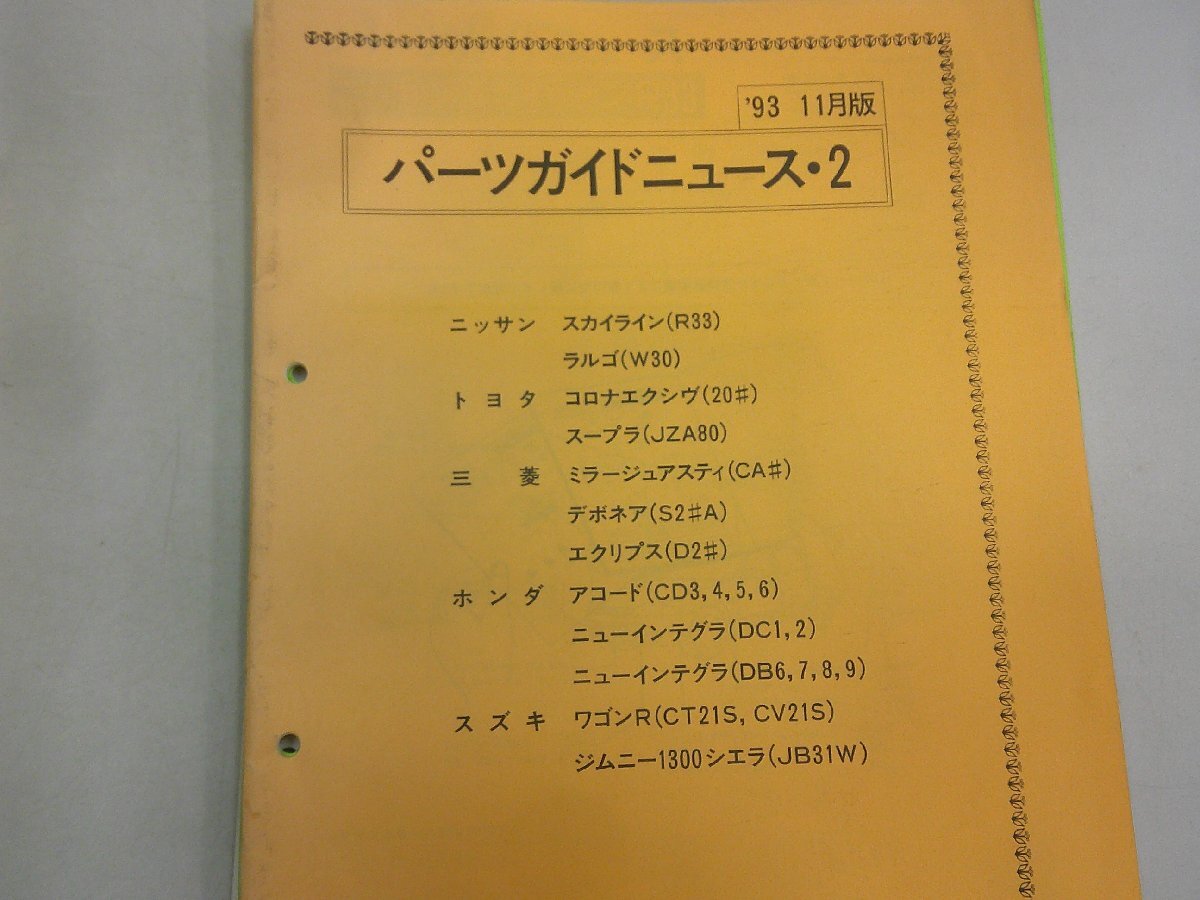 '93 11月版
パーツガイドニュース・2
ニッサン スカイライン(R33)
ラルゴ(W30)
トヨタ コロナエクシヴ(20#)
スープラ(JZA80)
三菱 ミラージュアスティ(CA#)
デボネア(S2#A)
エクリプス(D2#)
ホンダ アコード(CD3,4,5,6)
ニューインテグラ(DC1,2)
ニューインテグラ(DB6,7,8,9)
スズキ ワゴンR(CT21S,CV21S)
ジムニー1300シエラ(JB31W)